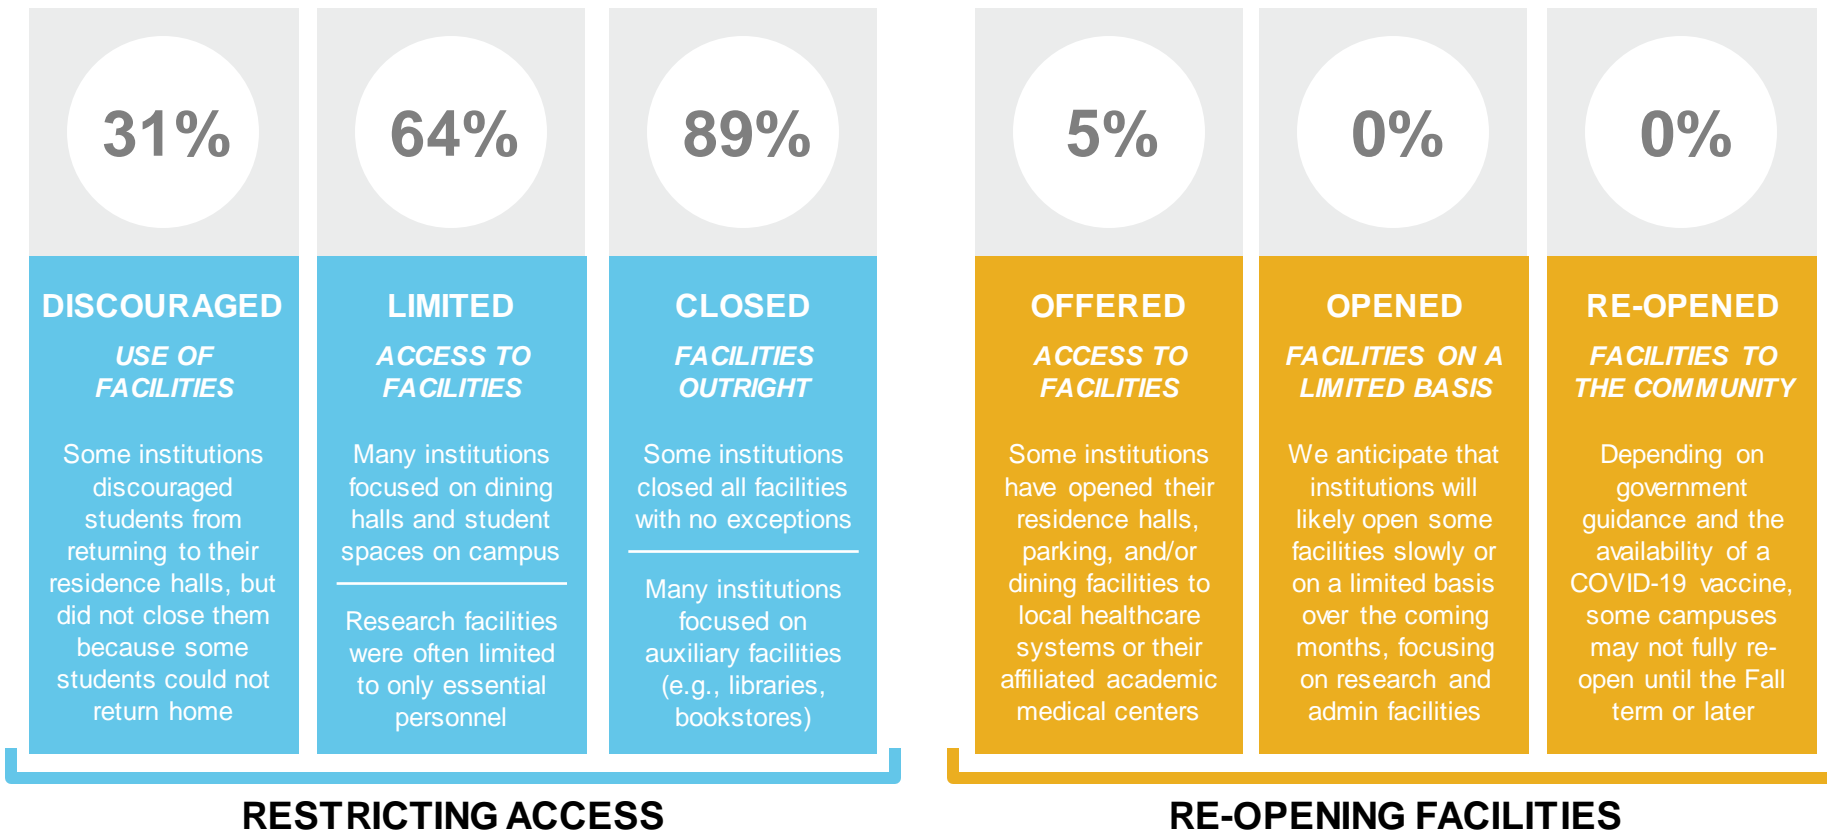 31%
DISCOURAGED
USE OF
FACILITIES
Some institutions
discouraged
students from
returning to their
residence halls, but
did not close them
because some
students could not
return home
64%
LIMITED
ACCESS TO
FACILITIES
Many institutions
focused on dining
halls and student
spaces on campus
Research facilities
were often limited
to only essential
personnel
89%
CLOSED
FACILITIES
OUTRIGHT
Some institutions
closed all facilities
with no exceptions
Many institutions
focused on
auxiliary facilities
(e.g., libraries,
bookstores)
RESTRICTING ACCESS
5%
OFFERED
ACCESS TO
FACILITIES
Some institutions
have opened their
residence halls,
parking, and/or
dining facilities to
local healthcare
systems or their
affiliated academic
medical centers
0%
OPENED
FACILITIES ON A
LIMITED BASIS
We anticipate that
institutions will
likely open some
facilities slowly or
on a limited basis
over the coming
months, focusing
on research and
admin facilities
0%
RE-OPENED
FACILITIES TO
THE COMMUNITY
Depending on
government
guidance and the
availability of a
COVID-19 vaccine,
some campuses
may not fully re-
open until the Fall
term or later
RE-OPENING FACILITIES